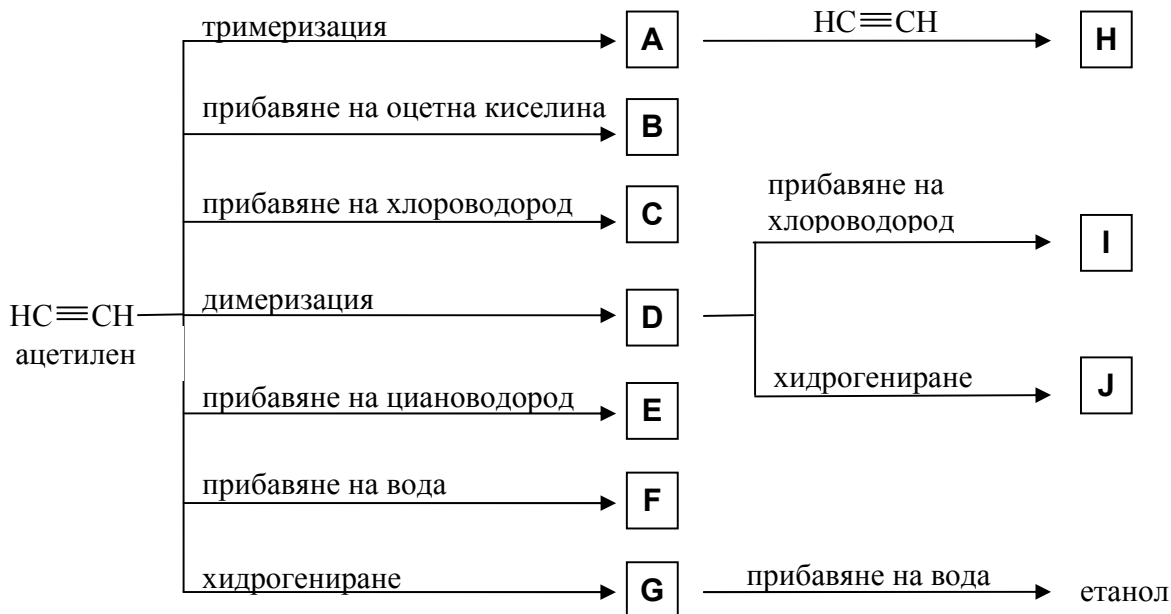 тримеризация
A
HC≡CH
H
прибавяне на оцетна киселина
B
прибавяне на хлороводород
C
прибавяне на
хлороводород
I
димеризация
D
HC≡CH
ацетилен
хидрогениране
J
прибавяне на циановодород
E
прибавяне на вода
F
хидрогениране
G
прибавяне на вода
етанол